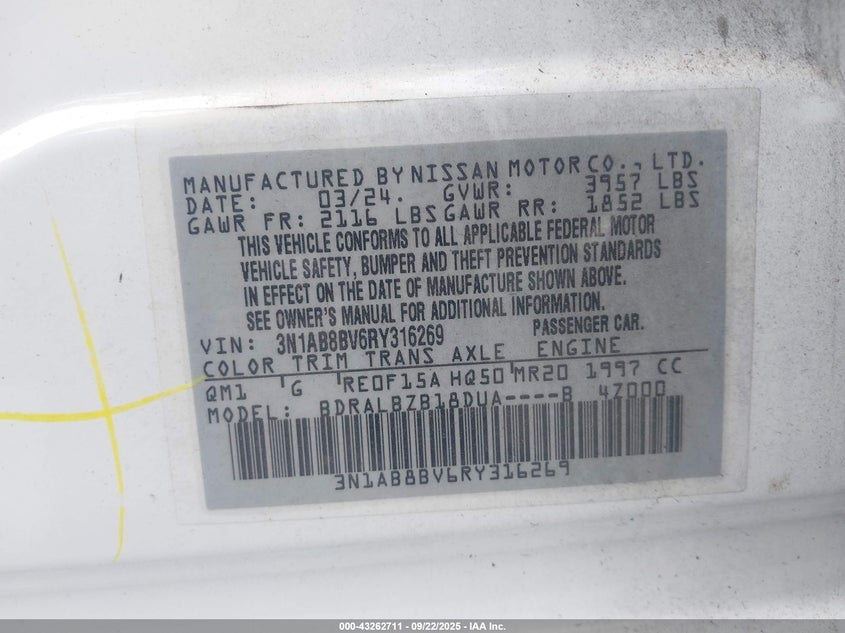 MANUFACTURED BY NISSAN MOTOR CO., LTD.
DATE: 03/24. GVWR: 3957 LBS
GAWR FR: 2116 LBS GAWR RR: 1852 LBS
THIS VEHICLE CONFORMS TO ALL APPLICABLE FEDERAL MOTOR
VEHICLE SAFETY, BUMPER AND THEFT PREVENTION STANDARDS
IN EFFECT ON THE DATE OF MANUFACTURE SHOWN ABOVE.
SEE OWNER'S MANUAL FOR ADDITIONAL INFORMATION.
VIN: 3N1AB8BV6RY316269 PASSENGER CAR.
COLOR TRIM TRANS AXLE ENGINE
QM1 G RE0F15A HQ50 MR20 1997 CC
MODEL: BDRALBZB18DUA----B 4Z000
3N1AB8BV6RY316269
000-43262711 - 09/22/2025 - IAA Inc.